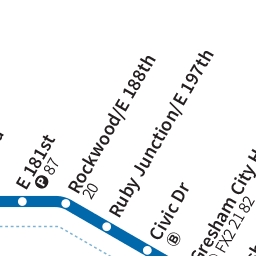 E 181st
P 87
Rockwood/E 188th
20
Ruby Junction/E 197th
Civic Dr
B
Gresham City
FX2 21 82